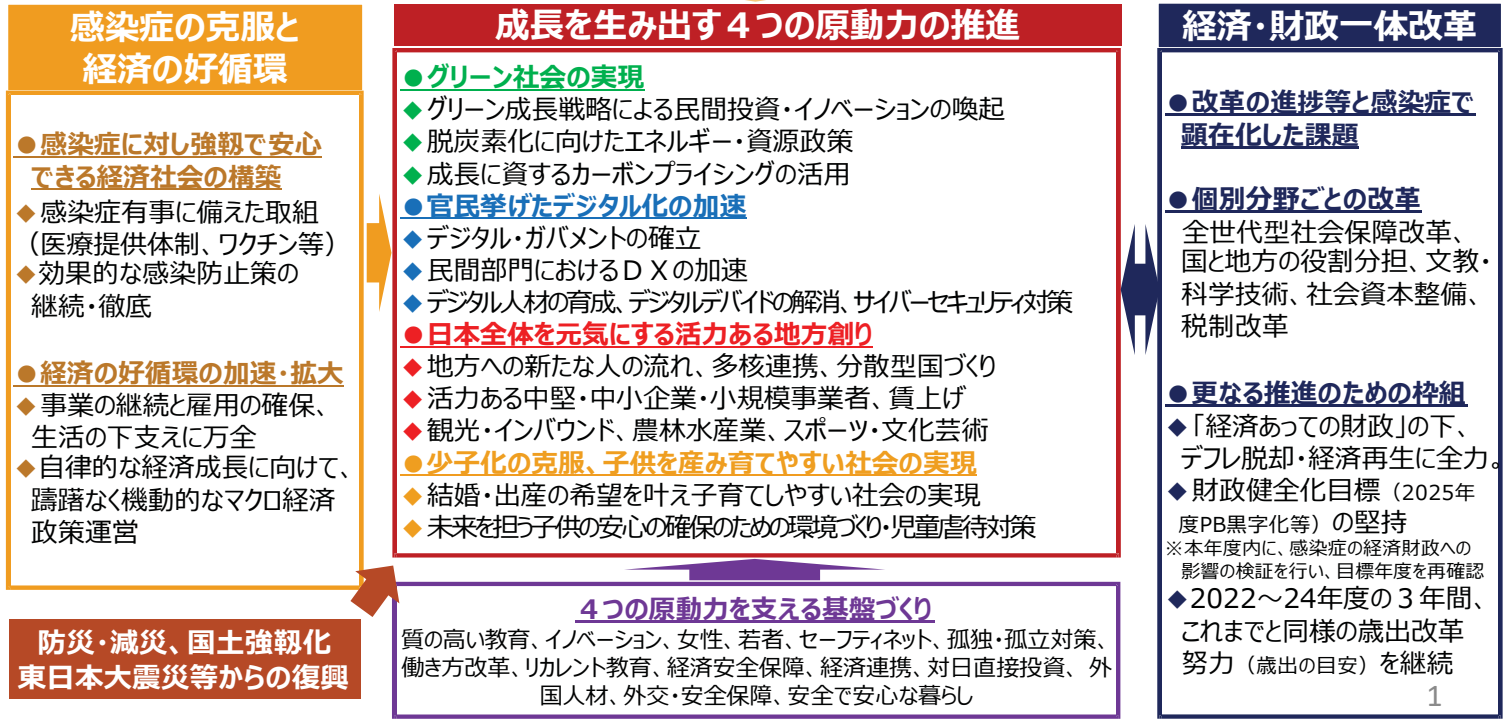 感染症の克服と
経済の好循環
●感染症に対し強靱で安心
できる経済社会の構築
◆感染症有事に備えた取組
（医療提供体制、ワクチン等）
◆効果的な感染防止策の
継続・徹底
●経済の好循環の加速・拡大
◆事業の継続と雇用の確保、
生活の下支えに万全
◆自律的な経済成長に向けて、
躊躇なく機動的なマクロ経済
政策運営
防災・減災、国土強靱化
東日本大震災等からの復興
成長を生み出す４つの原動力の推進
●グリーン社会の実現
◆グリーン成長戦略による民間投資・イノベーションの喚起
◆脱炭素化に向けたエネルギー・資源政策
◆成長に資するカーボンプライシングの活用
●官民挙げたデジタル化の加速
◆デジタル・ガバメントの確立
◆民間部門におけるＤＸの加速
◆デジタル人材の育成、デジタルデバイドの解消、サイバーセキュリティ対策
●日本全体を元気にする活力ある地方創り
◆地方への新たな人の流れ、多核連携、分散型国づくり
◆活力ある中堅・中小企業・小規模事業者、賃上げ
◆観光・インバウンド、農林水産業、スポーツ・文化芸術
●少子化の克服、子供を産み育てやすい社会の実現
◆結婚・出産の希望を叶え子育てしやすい社会の実現
◆未来を担う子供の安心の確保のための環境づくり・児童虐待対策
４つの原動力を支える基盤づくり
質の高い教育、イノベーション、女性、若者、セーフティネット、孤独・孤立対策、
働き方改革、リカレント教育、経済安全保障、経済連携、対日直接投資、 外
国人材、外交・安全保障、安全で安心な暮らし
経済・財政一体改革
●改革の進捗等と感染症で
顕在化した課題
●個別分野ごとの改革
全世代型社会保障改革、
国と地方の役割分担、文教・
科学技術、社会資本整備、
税制改革
●更なる推進のための枠組
◆「経済あっての財政」の下、
デフレ脱却・経済再生に全力。
◆財政健全化目標（2025年
度PB黒字化等）の堅持
※本年度内に、感染症の経済財政への
影響の検証を行い、目標年度を再確認
◆2022～24年度の３年間、
これまでと同様の歳出改革
努力（歳出の目安）を継続
1